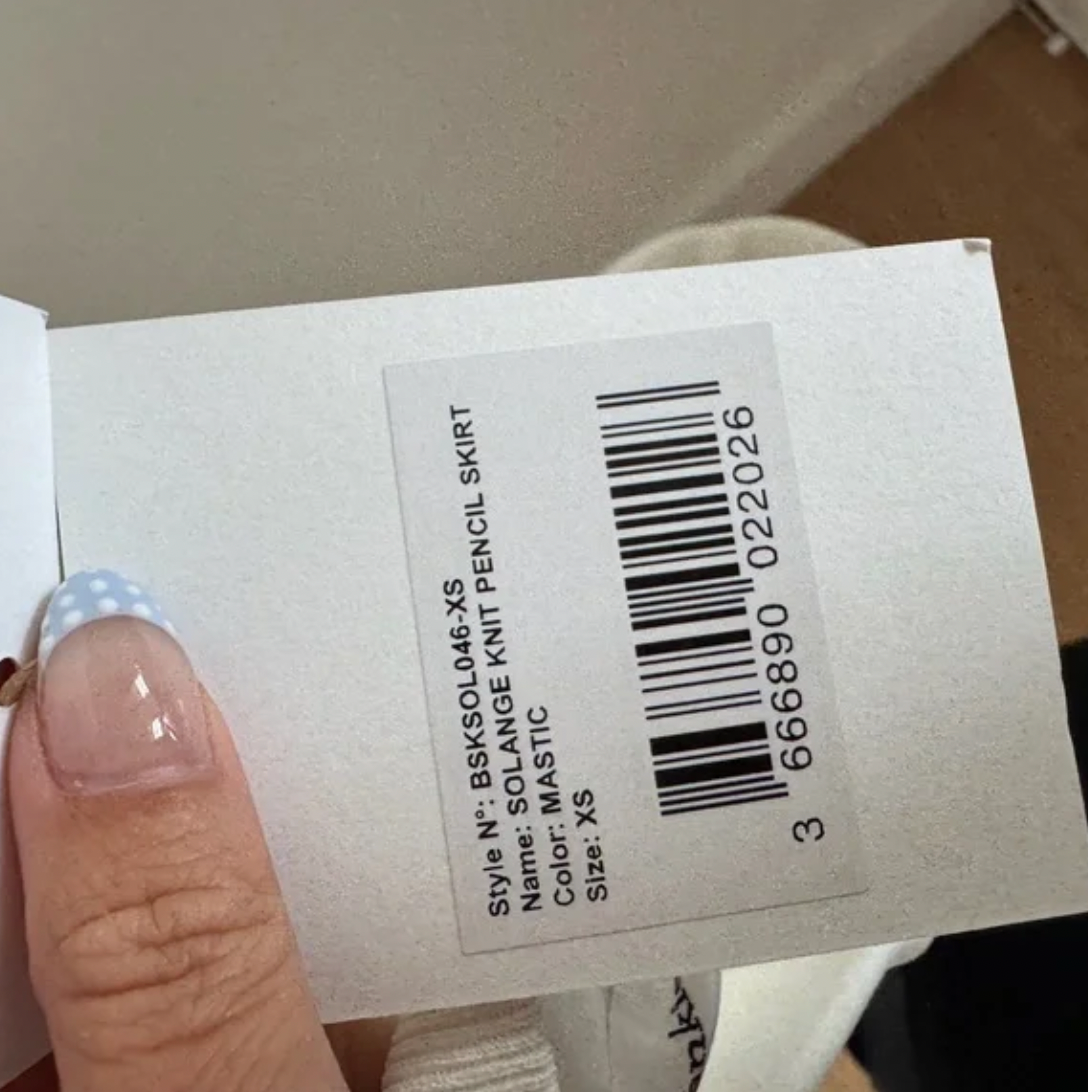 Style N°: BSKSOL046-XS
Name: SOLANGE KNIT PENCIL SKIRT
Color: MASTIC
Size: XS
3 666890 022026